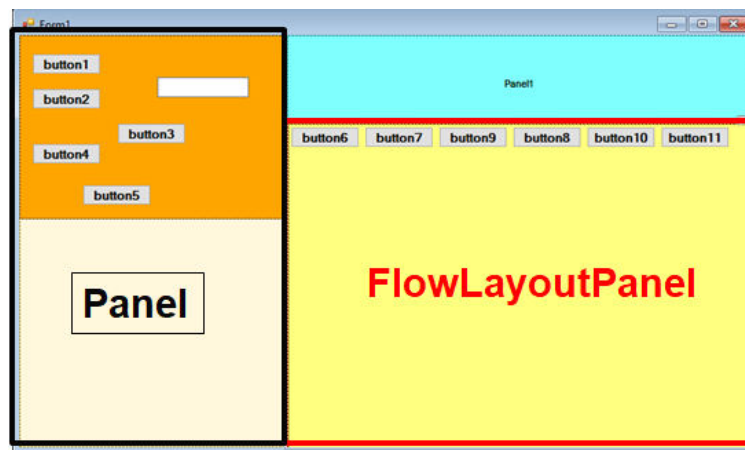 Form1
button1
button2
button3
button4
button5
Panel
Panel1
button6 button7 button9 button8 button10 button11
FlowLayoutPanel